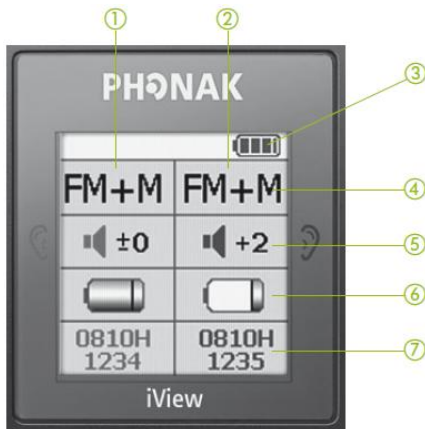 ① ②
PHONAK
③
FM+M FM+M ④
±0 +2 ⑤
⑥
0810H 0810H
1234 1235 ⑦
iView